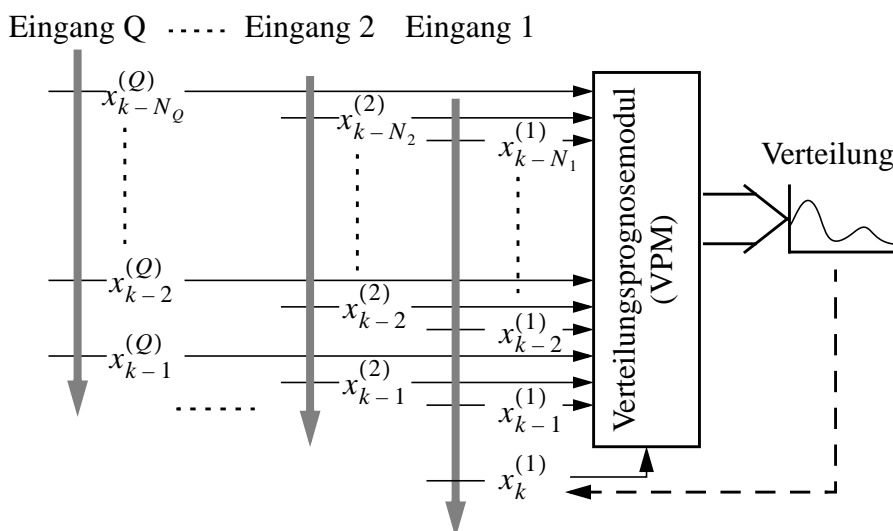 Eingang Q ...... Eingang 2 Eingang 1
x_{k-N_Q}^{(Q)}
x_{k-N_2}^{(2)}
x_{k-N_1}^{(1)}
Verteilung
Verteilungsprognosemodul
(VPM)
x_{k-2}^{(Q)}
x_{k-2}^{(2)}
x_{k-2}^{(1)}
x_{k-1}^{(Q)}
x_{k-1}^{(2)}
x_{k-1}^{(1)}
x_k^{(1)}